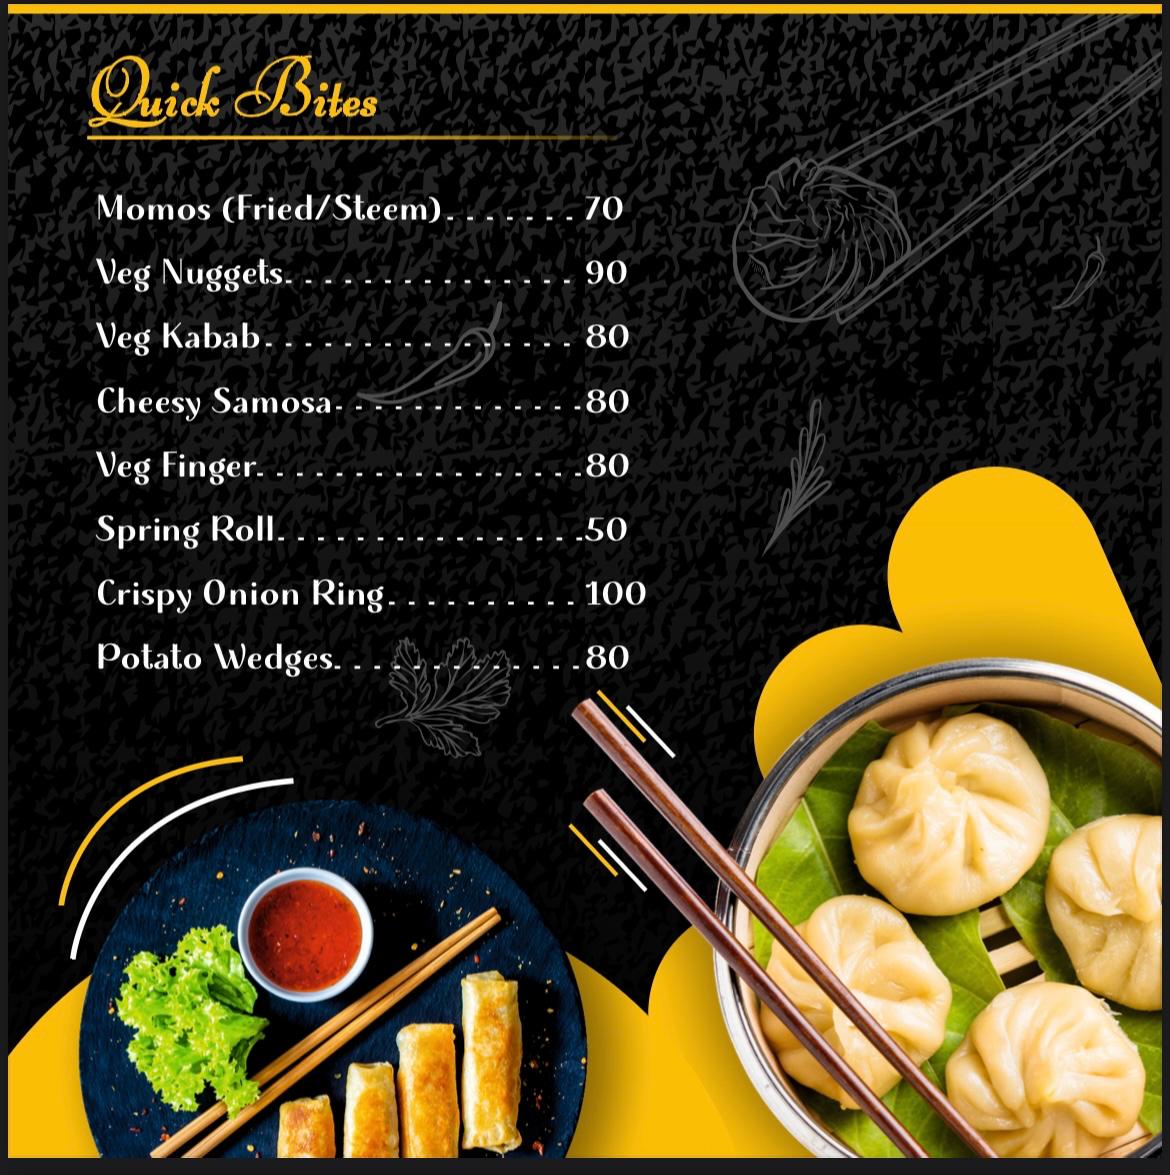 Quick Bites
Momos (Fried/Steem).......70
Veg Nuggets.............90
Veg Kabab..............80
Cheesy Samosa...........80
Veg Finger..............80
Spring Roll..............50
Crispy Onion Ring.........100
Potato Wedges...........80